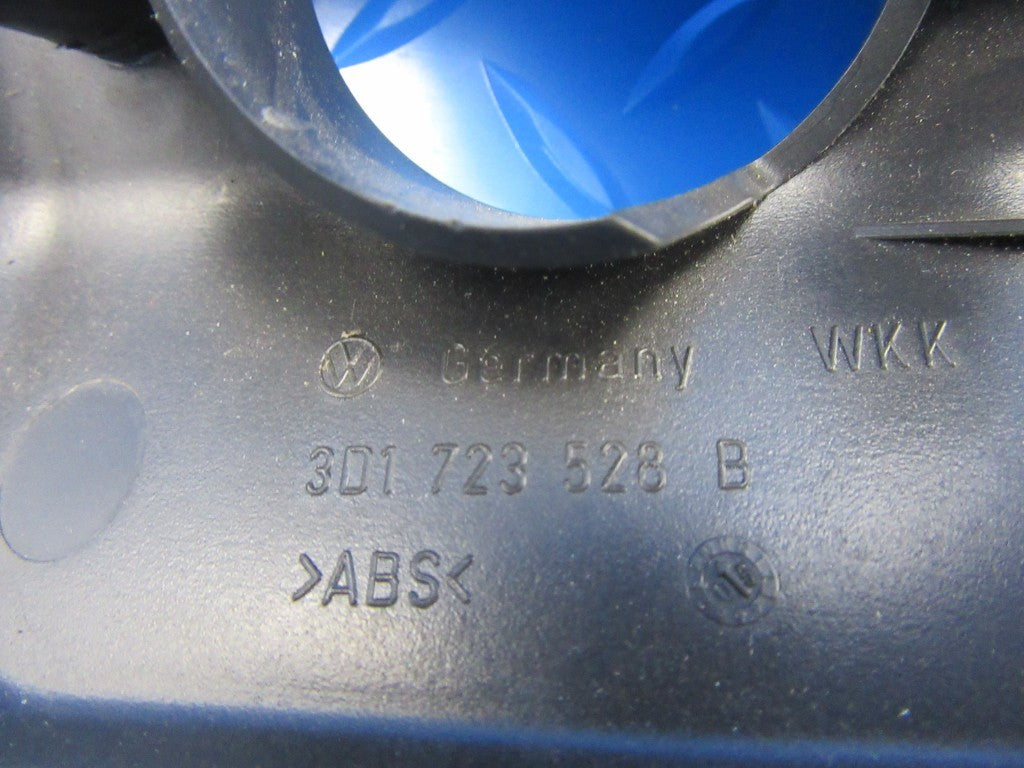 Germany WKK
3D1 723 528 B
>ABS<